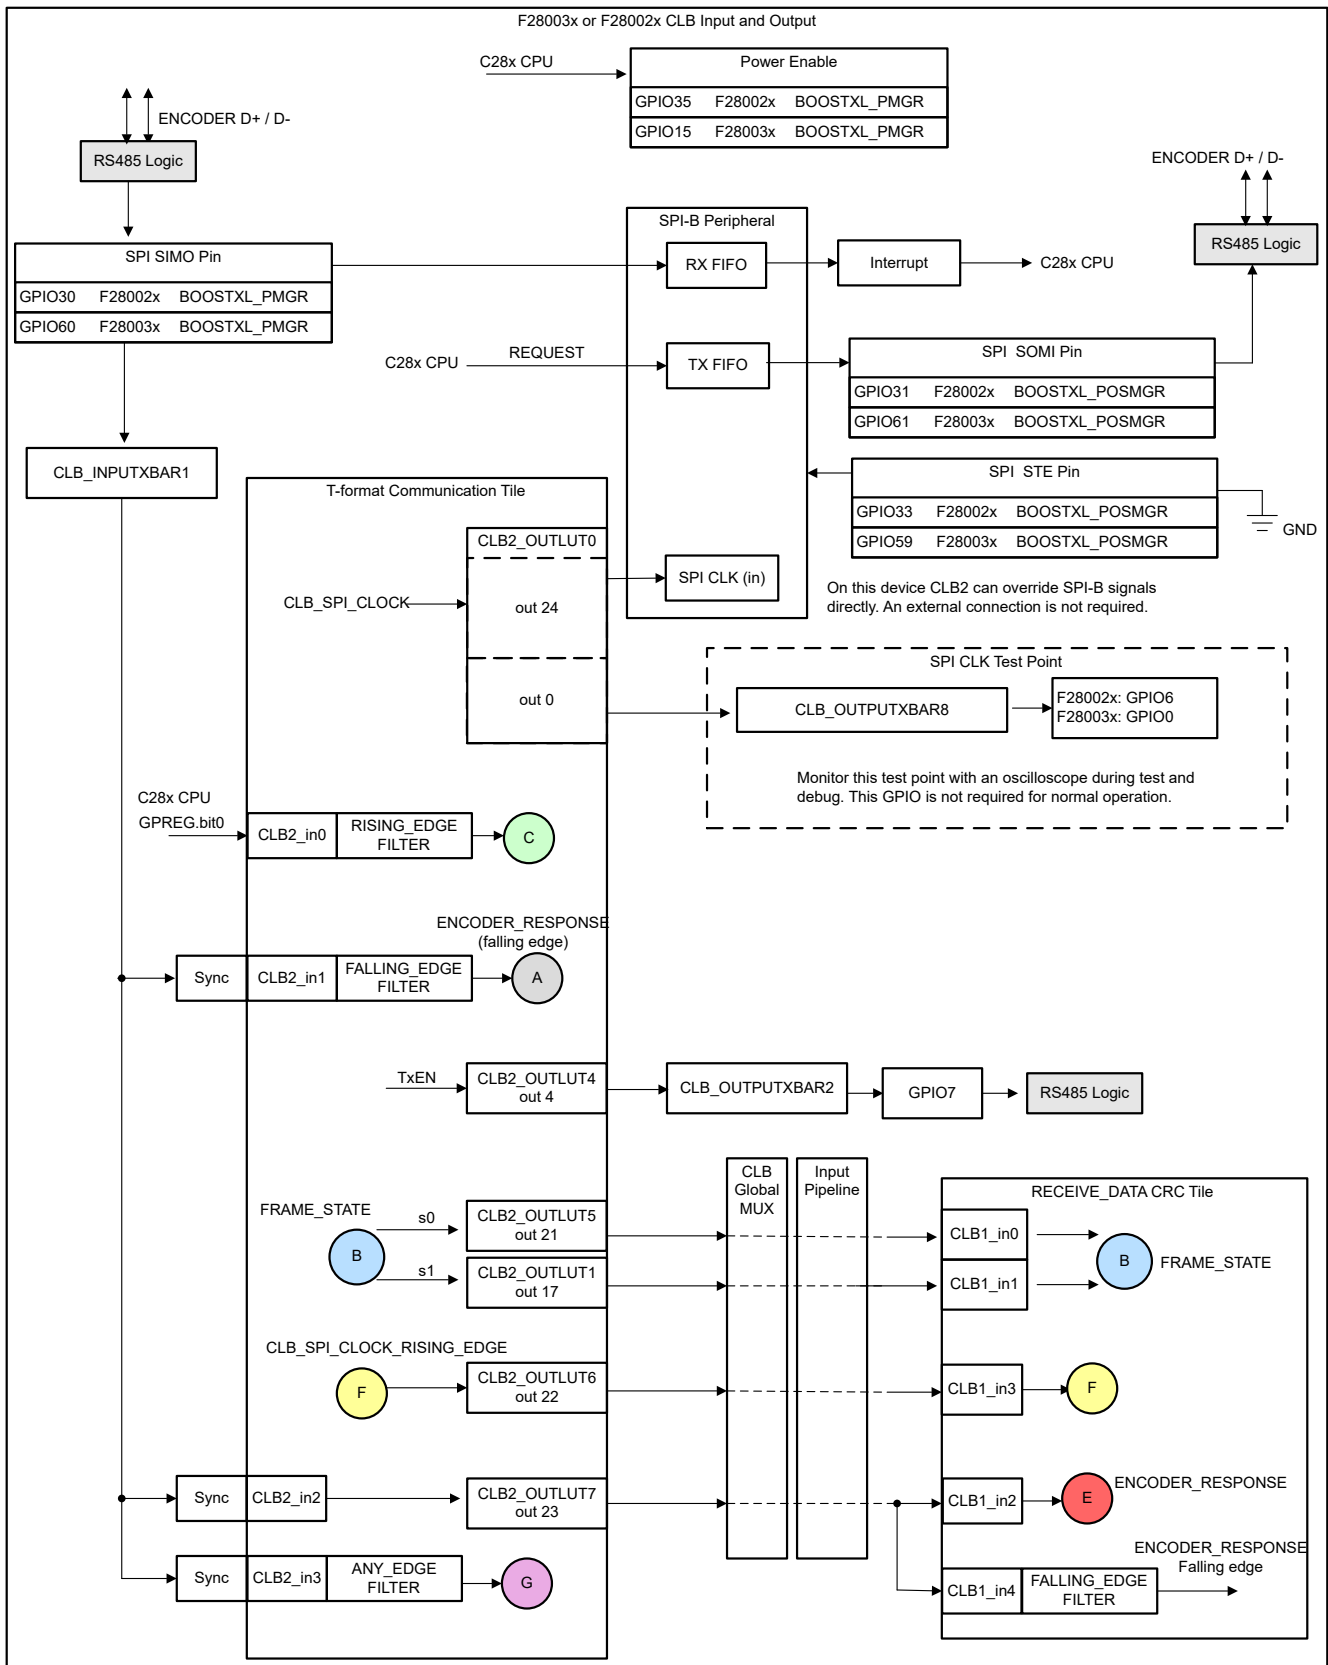 F28003x or F28002x CLB Input and Output
C28x CPU
Power Enable
GPIO35 F28002x BOOSTXL_PMGR
GPIO15 F28003x BOOSTXL_PMGR
ENCODER D+ / D-
RS485 Logic
ENCODER D+ / D-
RS485 Logic
SPI SIMO Pin
GPIO30 F28002x BOOSTXL_PMGR
GPIO60 F28003x BOOSTXL_PMGR
SPI-B Peripheral
RX FIFO
Interrupt
C28x CPU
C28x CPU
REQUEST
TX FIFO
SPI SOMI Pin
GPIO31 F28002x BOOSTXL_POSMGR
GPIO61 F28003x BOOSTXL_POSMGR
CLB_INPUTXBAR1
SPI STE Pin
GPIO33 F28002x BOOSTXL_POSMGR
GPIO59 F28003x BOOSTXL_POSMGR
GND
T-format Communication Tile
CLB2_OUTLUT0
CLB_SPI_CLOCK
out 24
SPI CLK (in)
On this device CLB2 can override SPI-B signals
directly. An external connection is not required.
out 0
SPI CLK Test Point
CLB_OUTPUTXBAR8
F28002x: GPIO6
F28003x: GPIO0
Monitor this test point with an oscilloscope during test and
debug. This GPIO is not required for normal operation.
C28x CPU
GPREG.bit0
CLB2_in0
RISING_EDGE
FILTER
C
ENCODER_RESPONSE
(falling edge)
Sync
CLB2_in1
FALLING_EDGE
FILTER
A
TxEN
CLB2_OUTLUT4
out 4
CLB_OUTPUTXBAR2
GPIO7
RS485 Logic
CLB
Global
MUX
Input
Pipeline
RECEIVE_DATA CRC Tile
FRAME_STATE
B
s0
CLB2_OUTLUT5
out 21
s1
CLB2_OUTLUT1
out 17
CLB1_in0
CLB1_in1
B
FRAME_STATE
CLB_SPI_CLOCK_RISING_EDGE
F
CLB2_OUTLUT6
out 22
CLB1_in3
F
Sync
CLB2_in2
CLB2_OUTLUT7
out 23
CLB1_in2
E
ENCODER_RESPONSE
Sync
CLB2_in3
ANY_EDGE
FILTER
G
CLB1_in4
FALLING_EDGE
FILTER
ENCODER_RESPONSE
Falling edge